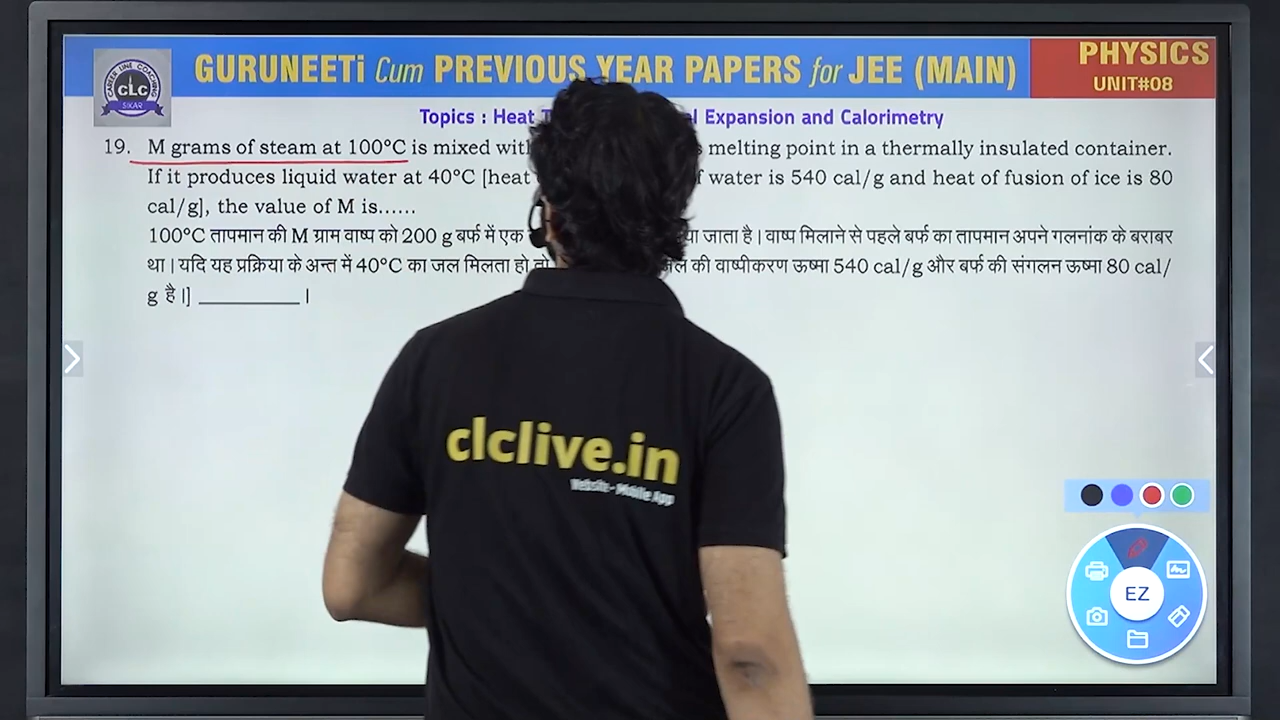 GURUNEETi Cum PREVIOUS YEAR PAPERS for JEE (MAIN)
PHYSICS
UNIT#08
CAREER LINE COACHING
CLC
SIKAR
Topics : Heat Expansion and Calorimetry
19. M grams of steam at 100°C is mixed melting point in a thermally insulated container.
If it produces liquid water at 40°C [heat water is 540 cal/g and heat of fusion of ice is 80
cal/g], the value of M is......
100°C तापमान की M ग्राम वाष्प को 200 g बर्फ में एक जाता है। वाष्प मिलाने से पहले बर्फ का तापमान अपने गलनांक के बराबर
था। यदि यह प्रक्रिया के अन्त में 40°C का जल मिलता हो की वाष्पीकरण ऊष्मा 540 cal/g और बर्फ की संगलन ऊष्मा 80 cal/
g है।] __________ ।
clclive.in
Website - Mobile App
EZ